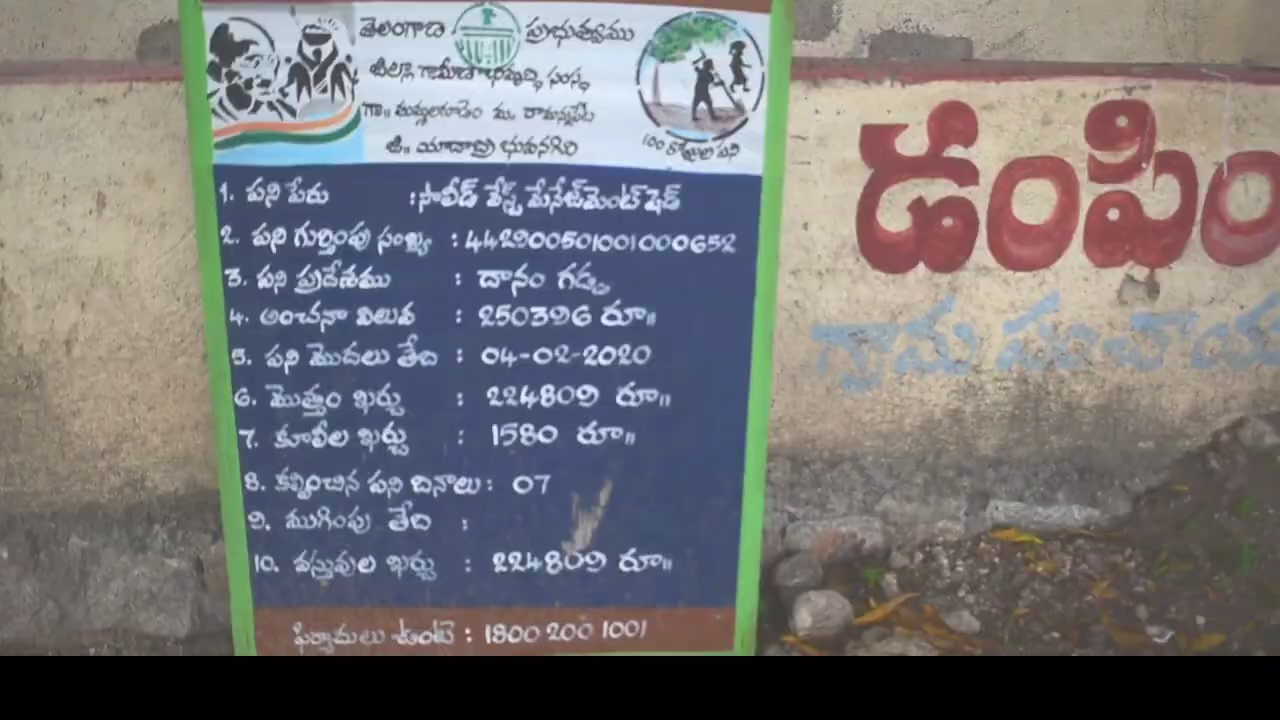 తెలంగాణ ప్రభుత్వము
గ్రామీణాభివృద్ధి సంస్థ
గ్రా॥ మ॥ రామన్నపేట
జి॥ యాదాద్రి భువనగిరి
100 రోజుల పని
1. పని పేరు : సాలిడ్ వేస్ట్ మేనేజ్‌మెంట్ షెడ్
2. పని గుర్తింపు సంఖ్య : 442900501001000652
3. పని ప్రదేశము : దానం గడ్డ
4. అంచనా విలువ : 250396 రూ॥
5. పని మొదలు తేది : 04-02-2020
6. మొత్తం ఖర్చు : 224809 రూ॥
7. కూలీల ఖర్చు : 1580 రూ॥
8. కల్పించిన పని దినాలు : 07
9. ముగింపు తేది :
10. వస్తువుల ఖర్చు : 224809 రూ॥
ఫిర్యాదులు ఉంటే : 1800 200 1001
డంపిం
గ్రామ పంచాయ